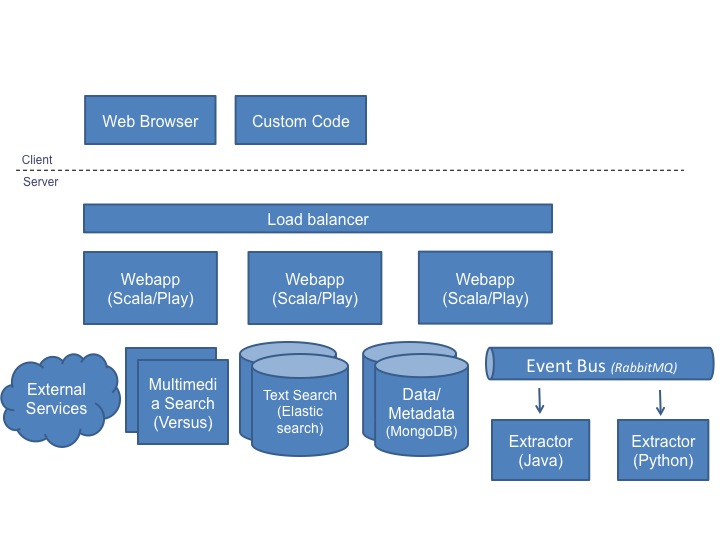 Web Browser
Custom Code
Client
Server
Load balancer
Webapp
(Scala/Play)
Webapp
(Scala/Play)
Webapp
(Scala/Play)
External
Services
Multimedi
a Search
(Versus)
Text Search
(Elastic
search)
Data/
Metadata
(MongoDB)
Event Bus (RabbitMQ)
Extractor
(Java)
Extractor
(Python)